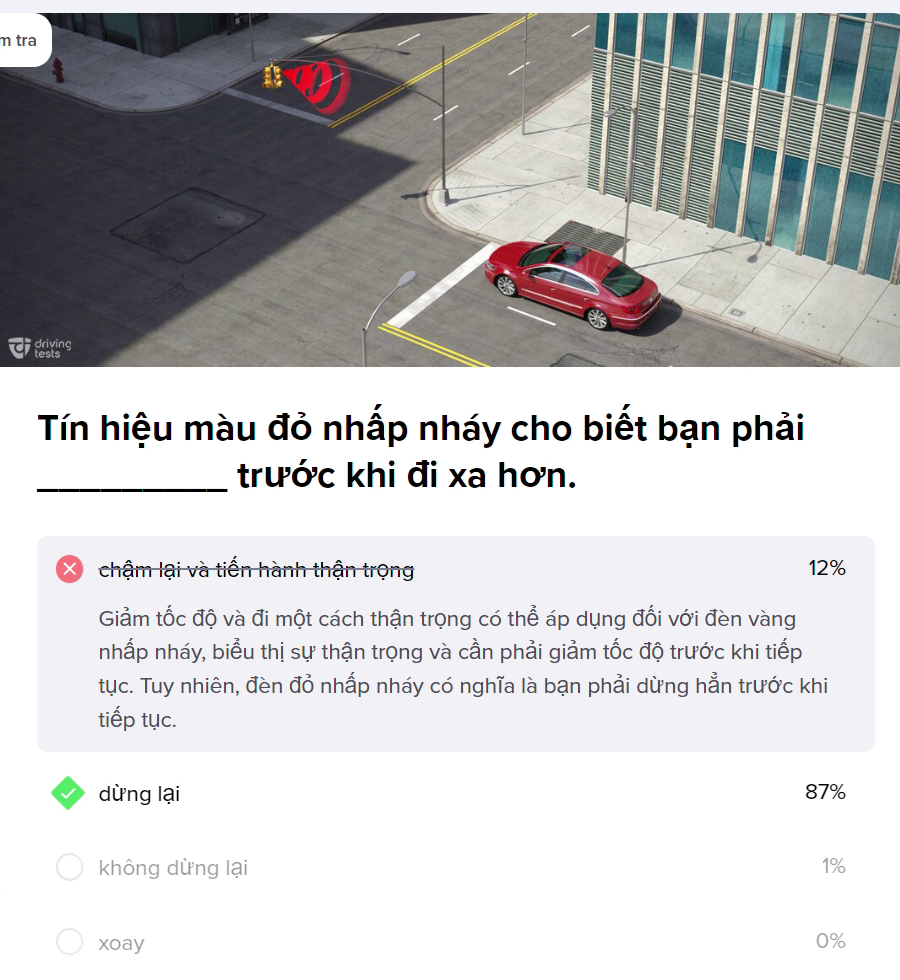 m tra
driving
tests
Tín hiệu màu đỏ nhấp nháy cho biết bạn phải
_________ trước khi đi xa hơn.
chậm lại và tiến hành thận trọng 12%
Giảm tốc độ và đi một cách thận trọng có thể áp dụng đối với đèn vàng
nhấp nháy, biểu thị sự thận trọng và cần phải giảm tốc độ trước khi tiếp
tục. Tuy nhiên, đèn đỏ nhấp nháy có nghĩa là bạn phải dừng hẳn trước khi
tiếp tục.
dừng lại 87%
không dừng lại 1%
xoay 0%